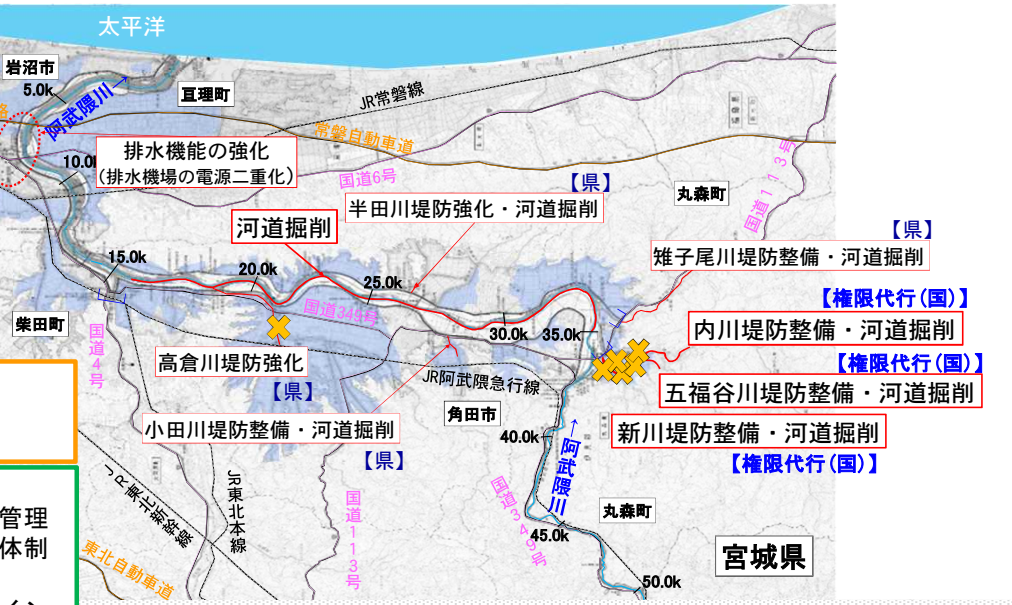 太平洋
岩沼市
5.0k
阿武隈川→
亘理町
JR常磐線
常磐自動車道
10.0k
排水機能の強化
(排水機場の電源二重化)
国道6号
【県】
半田川堤防強化・河道掘削
丸森町
国道113号
河道掘削
【県】
雉子尾川堤防整備・河道掘削
15.0k
20.0k
25.0k
国道349号
30.0k
35.0k
【権限代行(国)】
内川堤防整備・河道掘削
柴田町
国道4号
高倉川堤防強化
【県】
JR阿武隈急行線
【権限代行(国)】
五福谷川堤防整備・河道掘削
角田市
小田川堤防整備・河道掘削
【県】
40.0k
←阿武隈川
新川堤防整備・河道掘削
【権限代行(国)】
JR東北新幹線
JR東北本線
国道113号
国道349号
丸森町
45.0k
管理
体制
東北自動車道
宮城県
50.0k